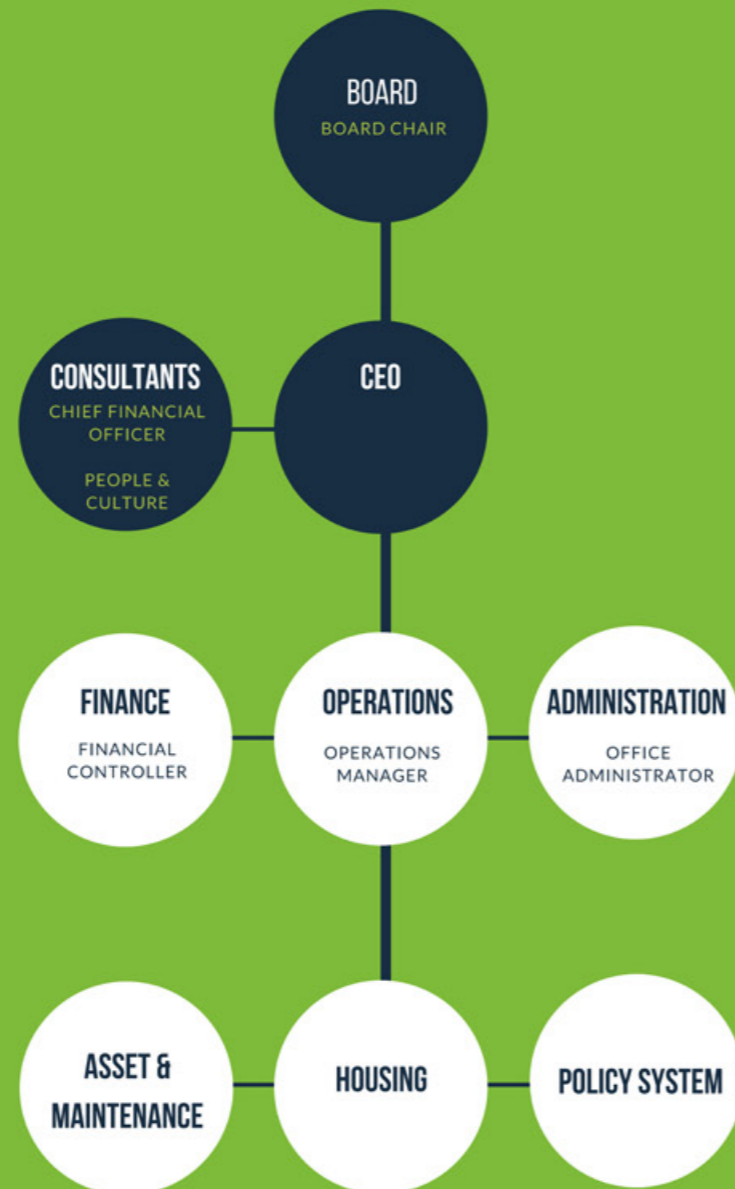 BOARD
BOARD CHAIR
CONSULTANTS
CHIEF FINANCIAL
OFFICER
PEOPLE &
CULTURE
CEO
FINANCE
FINANCIAL
CONTROLLER
OPERATIONS
OPERATIONS
MANAGER
ADMINISTRATION
OFFICE
ADMINISTRATOR
ASSET &
MAINTENANCE
HOUSING
POLICY SYSTEM